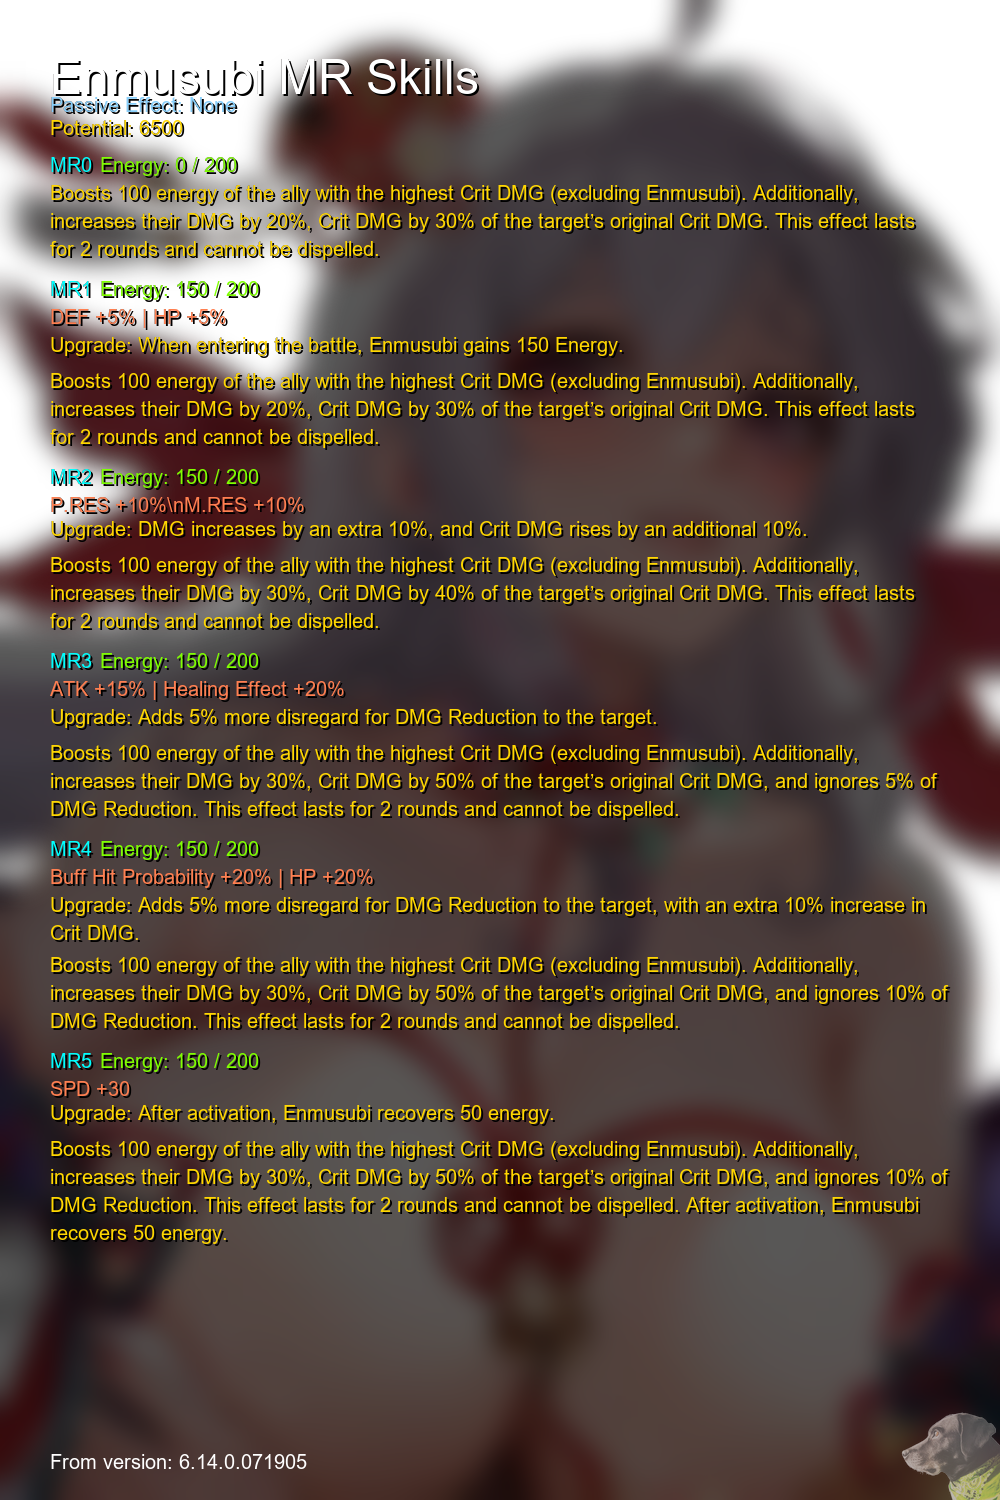 Enmusubi MR Skills
Passive Effect: None
Potential: 6500
MR0 Energy: 0 / 200
Boosts 100 energy of the ally with the highest Crit DMG (excluding Enmusubi). Additionally,
increases their DMG by 20%, Crit DMG by 30% of the target's original Crit DMG. This effect lasts
for 2 rounds and cannot be dispelled.
MR1 Energy: 150 / 200
DEF +5% | HP +5%
Upgrade: When entering the battle, Enmusubi gains 150 Energy.
Boosts 100 energy of the ally with the highest Crit DMG (excluding Enmusubi). Additionally,
increases their DMG by 20%, Crit DMG by 30% of the target's original Crit DMG. This effect lasts
for 2 rounds and cannot be dispelled.
MR2 Energy: 150 / 200
P.RES +10%\nM.RES +10%
Upgrade: DMG increases by an extra 10%, and Crit DMG rises by an additional 10%.
Boosts 100 energy of the ally with the highest Crit DMG (excluding Enmusubi). Additionally,
increases their DMG by 30%, Crit DMG by 40% of the target's original Crit DMG. This effect lasts
for 2 rounds and cannot be dispelled.
MR3 Energy: 150 / 200
ATK +15% | Healing Effect +20%
Upgrade: Adds 5% more disregard for DMG Reduction to the target.
Boosts 100 energy of the ally with the highest Crit DMG (excluding Enmusubi). Additionally,
increases their DMG by 30%, Crit DMG by 50% of the target's original Crit DMG, and ignores 5% of
DMG Reduction. This effect lasts for 2 rounds and cannot be dispelled.
MR4 Energy: 150 / 200
Buff Hit Probability +20% | HP +20%
Upgrade: Adds 5% more disregard for DMG Reduction to the target, with an extra 10% increase in
Crit DMG.
Boosts 100 energy of the ally with the highest Crit DMG (excluding Enmusubi). Additionally,
increases their DMG by 30%, Crit DMG by 50% of the target's original Crit DMG, and ignores 10% of
DMG Reduction. This effect lasts for 2 rounds and cannot be dispelled.
MR5 Energy: 150 / 200
SPD +30
Upgrade: After activation, Enmusubi recovers 50 energy.
Boosts 100 energy of the ally with the highest Crit DMG (excluding Enmusubi). Additionally,
increases their DMG by 30%, Crit DMG by 50% of the target's original Crit DMG, and ignores 10% of
DMG Reduction. This effect lasts for 2 rounds and cannot be dispelled. After activation, Enmusubi
recovers 50 energy.
From version: 6.14.0.071905